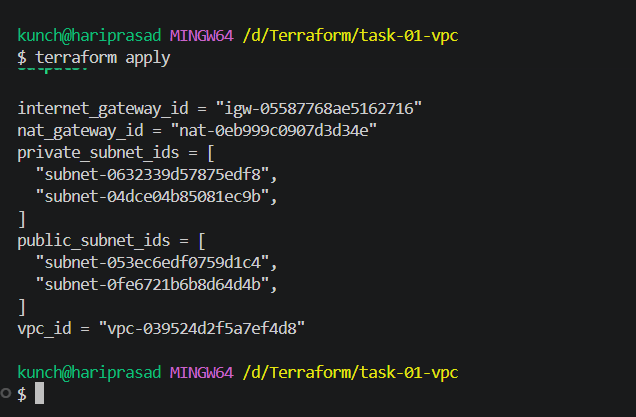 kunch@hariprasad MINGW64 /d/Terraform/task-01-vpc
$ terraform apply
internet_gateway_id = "igw-05587768ae5162716"
nat_gateway_id = "nat-0eb999c0907d3d34e"
private_subnet_ids = [
  "subnet-0632339d57875edf8",
  "subnet-04dce04b85081ec9b",
]
public_subnet_ids = [
  "subnet-053ec6edf0759d1c4",
  "subnet-0fe6721b6b8d64d4b",
]
vpc_id = "vpc-039524d2f5a7ef4d8"
kunch@hariprasad MINGW64 /d/Terraform/task-01-vpc
$